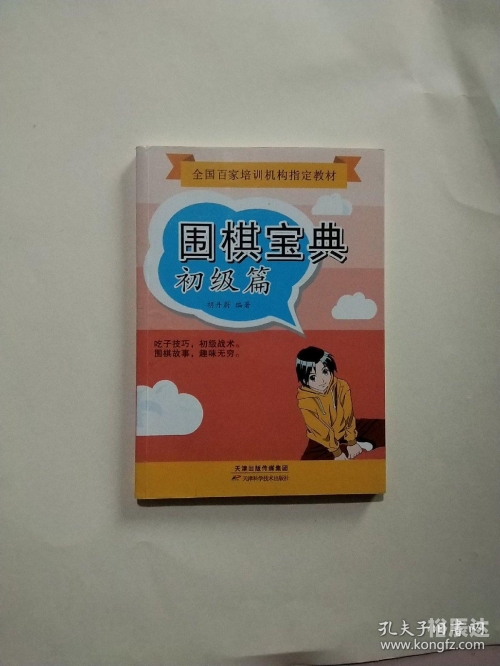 全国百家培训机构指定教材
围棋宝典
初级篇
编著
吃子技巧，初级战术。
围棋故事，趣味无穷。
天津出版传媒集团
天津科学技术出版社
孔夫子旧书网
www.kongfz.com